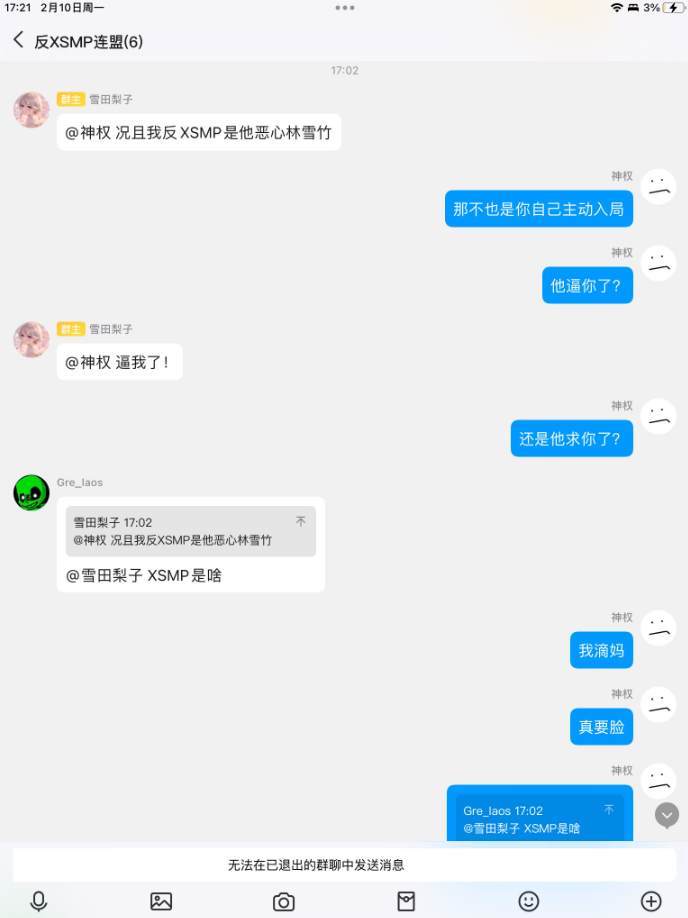 17:21 2月10日周一
3%
反XSMP连盟(6)
17:02
群主 雪田梨子
@神权 况且我反XSMP是他恶心林雪竹
神权
那不也是你自己主动入局
神权
他逼你了?
群主 雪田梨子
@神权 逼我了!
神权
还是他求你了?
Gre_laos
雪田梨子 17:02
@神权 况且我反XSMP是他恶心林雪竹
@雪田梨子 XSMP是啥
神权
我滴妈
神权
真要脸
神权
Gre_laos 17:02
@雪田梨子 XSMP是啥
无法在已退出的群聊中发送消息